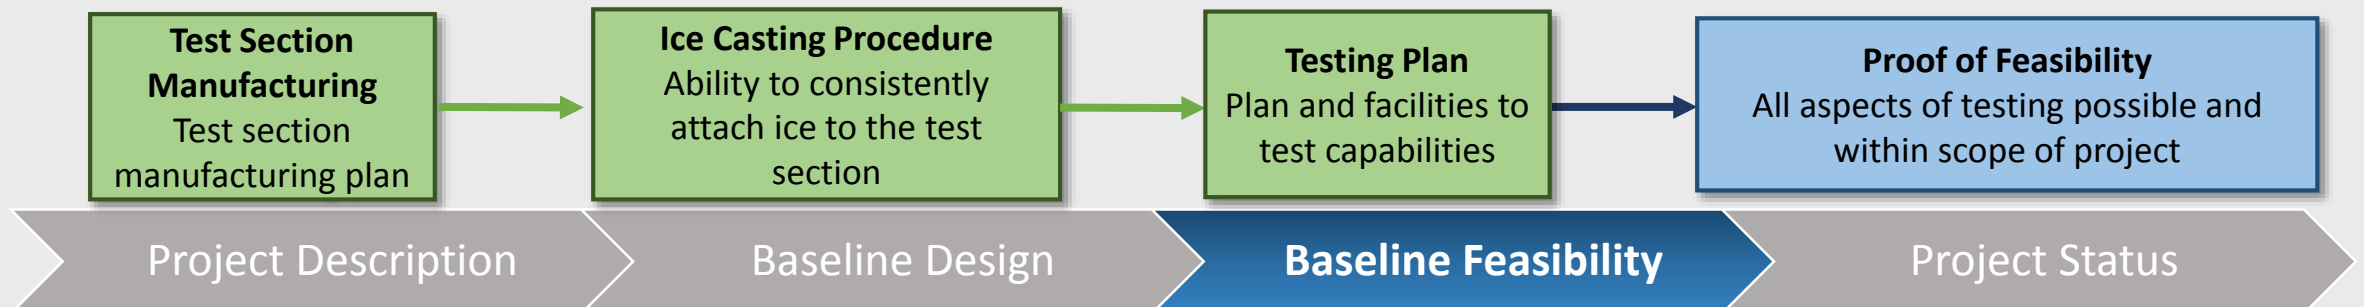 Test Section
Manufacturing
Test section
manufacturing plan
Ice Casting Procedure
Ability to consistently
attach ice to the test
section
Testing Plan
Plan and facilities to
test capabilities
Proof of Feasibility
All aspects of testing possible and
within scope of project
Project Description
Baseline Design
Baseline Feasibility
Project Status